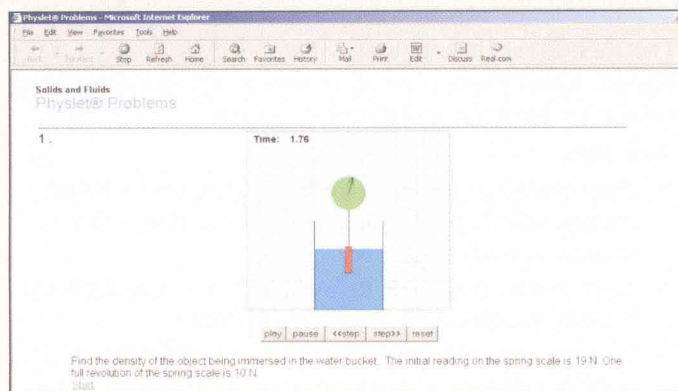 Physlet® Problems - Microsoft Internet Explorer
File Edit View Favorites Tools Help
Back Forward Stop Refresh Home Search Favorites History Mail Print Edit Discuss Real.com
Solids and Fluids
Physlet® Problems
1 .
Time: 1.76
play pause <<step step>> reset
Find the density of the object being immersed in the water bucket. The initial reading on the spring scale is 19 N. One
full revolution of the spring scale is 10 N.
Start